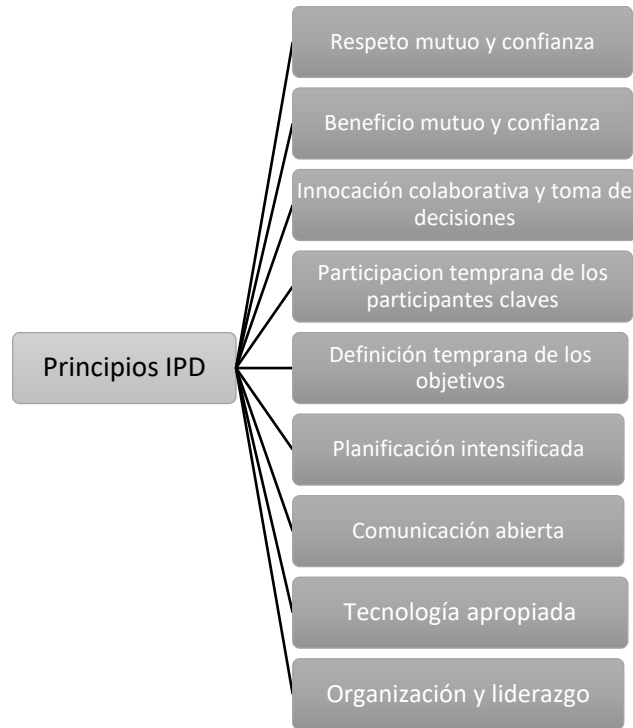 Respeto mutuo y confianza
Beneficio mutuo y confianza
Innocación colaborativa y toma de
decisiones
Participacion temprana de los
participantes claves
Principios IPD
Definición temprana de los
objetivos
Planificación intensificada
Comunicación abierta
Tecnología apropiada
Organización y liderazgo